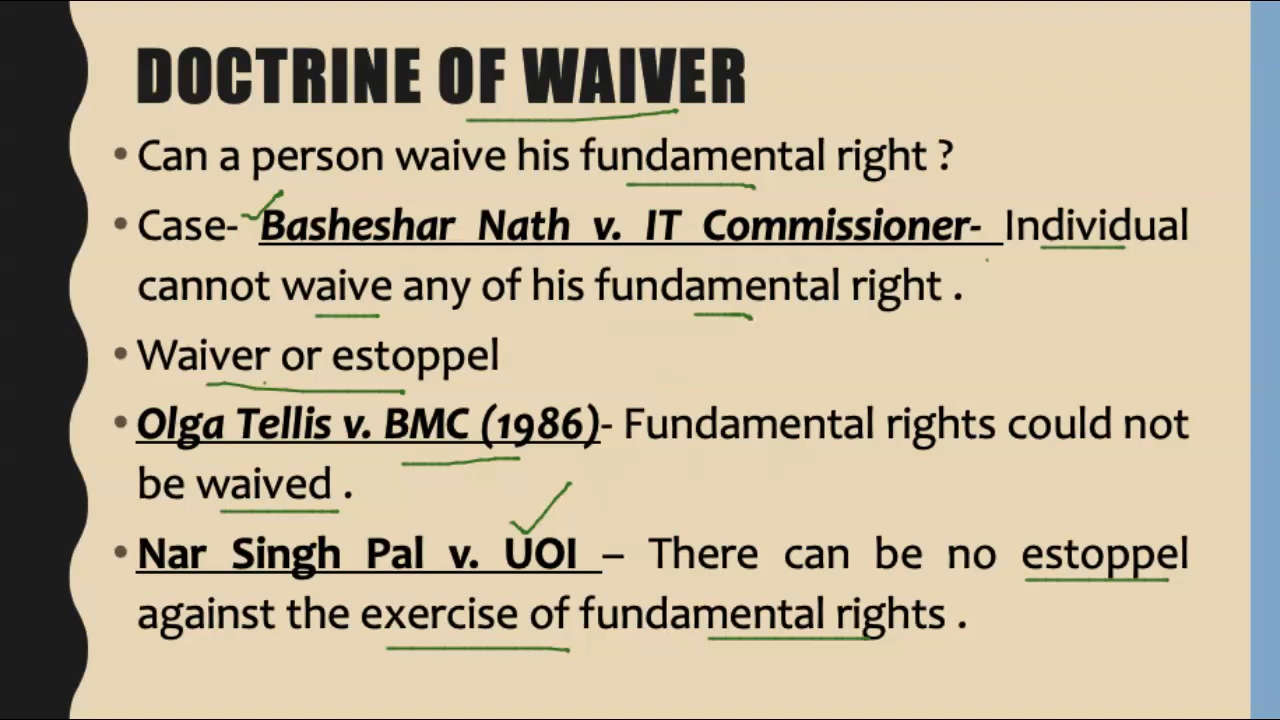 DOCTRINE OF WAIVER
• Can a person waive his fundamental right ?
• Case- Basheshar Nath v. IT Commissioner- Individual
cannot waive any of his fundamental right .
• Waiver or estoppel
• Olga Tellis v. BMC (1986)- Fundamental rights could not
be waived .
• Nar Singh Pal v. UOI – There can be no estoppel
against the exercise of fundamental rights .